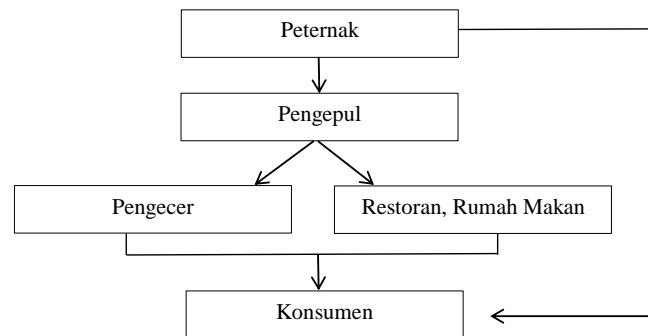 Peternak
Pengepul
Pengecer
Restoran, Rumah Makan
Konsumen